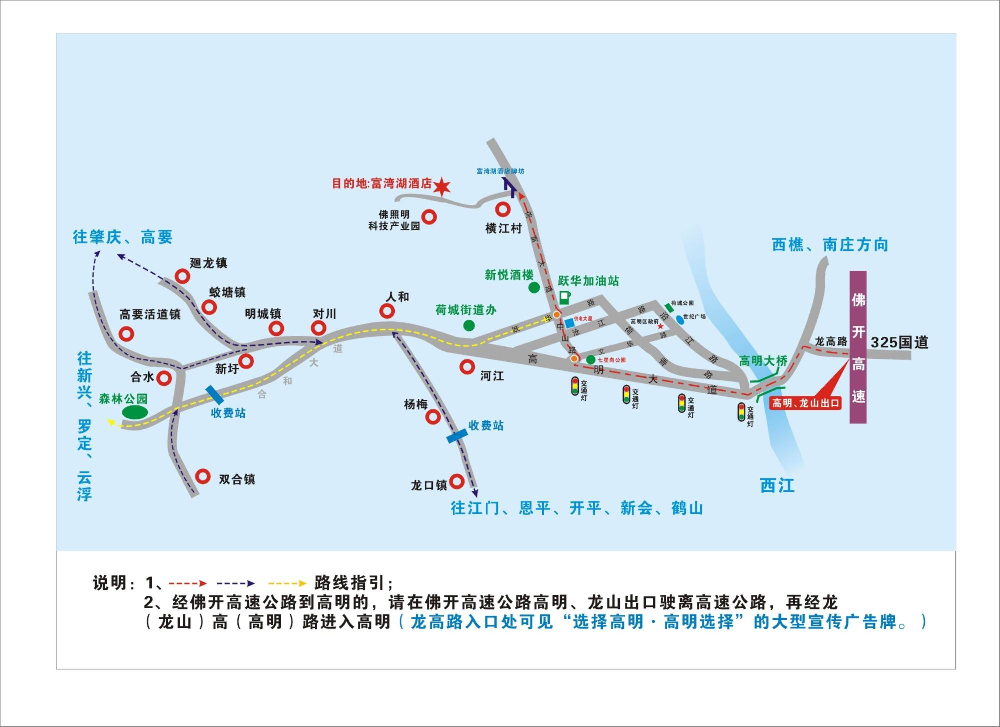 富湾湖酒店牌坊
目的地:富湾湖酒店
佛照明
科技产业园
横江村
荷富大道
往肇庆、高要
西樵、南庄方向
廻龙镇
新悦酒楼
跃华加油站
蛟塘镇
人和
荷城街道办
高要活道镇
明城镇
对川
跃华路
供电大厦
中山路
沧江路
荷城公园
世纪广场
高明区政府
沿江路
荷香路
文华路
七星岗公园
佛开高速
龙高路
325国道
高明大桥
高明、龙山出口
往新兴、罗定、云浮
新圩
合水
河江
高明大道
合和大道
交通灯
交通灯
交通灯
交通灯
森林公园
收费站
杨梅
收费站
双合镇
龙口镇
西江
往江门、恩平、开平、新会、鹤山
说明：1、路线指引；
2、经佛开高速公路到高明的，请在佛开高速公路高明、龙山出口驶离高速公路，再经龙
（龙山）高（高明）路进入高明（龙高路入口处可见“选择高明·高明选择”的大型宣传广告牌。）